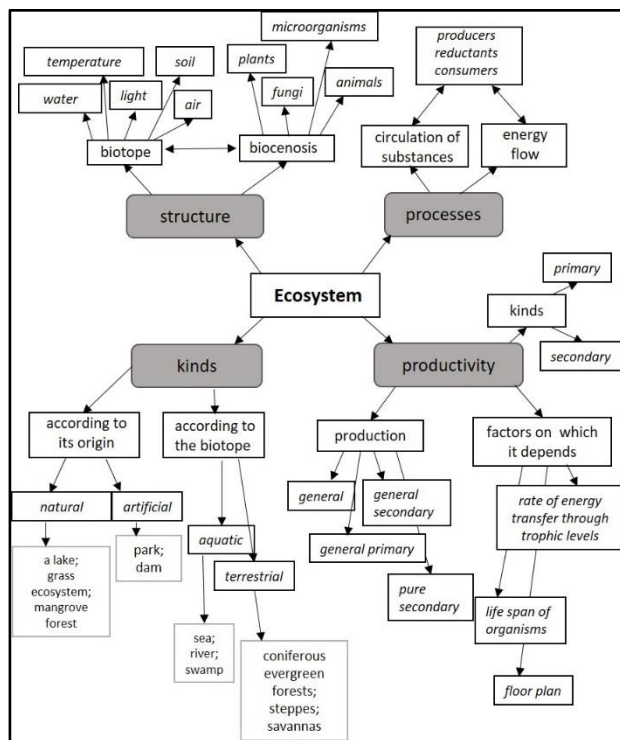 microorganisms
plants
temperature
soil
fungi
animals
water
light
air
biotope
biocenosis
structure
producers
reductants
consumers
circulation of
substances
energy
flow
processes
Ecosystem
kinds
according to
its origin
according to
the biotope
natural
artificial
a lake;
grass
ecosystem;
mangrove
forest
park;
dam
aquatic
terrestrial
sea;
river;
swamp
coniferous
evergreen
forests;
steppes;
savannas
productivity
kinds
primary
secondary
production
general
general
secondary
general primary
pure
secondary
factors on which
it depends
rate of energy
transfer through
trophic levels
life span of
organisms
floor plan